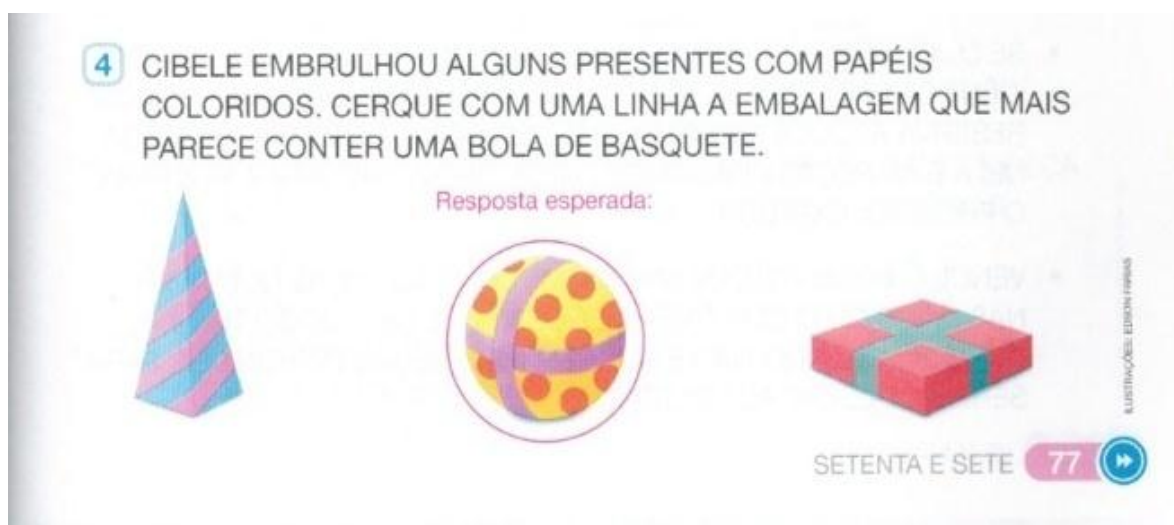 4 CIBELE EMBRULHOU ALGUNS PRESENTES COM PAPÉIS
COLORIDOS. CERQUE COM UMA LINHA A EMBALAGEM QUE MAIS
PARECE CONTER UMA BOLA DE BASQUETE.
Resposta esperada:
ILUSTRAÇÕES: EDSON FARIAS
SETENTA E SETE 77